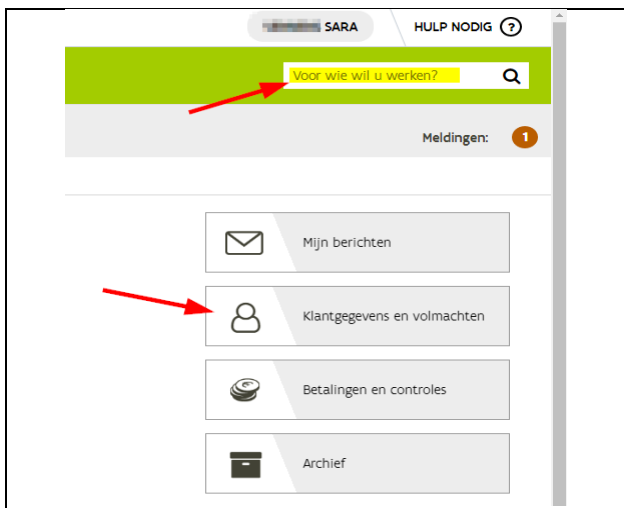 SARA
HULP NODIG ?
Voor wie wil u werken?
Meldingen: 1
Mijn berichten
Klantgegevens en volmachten
Betalingen en controles
Archief